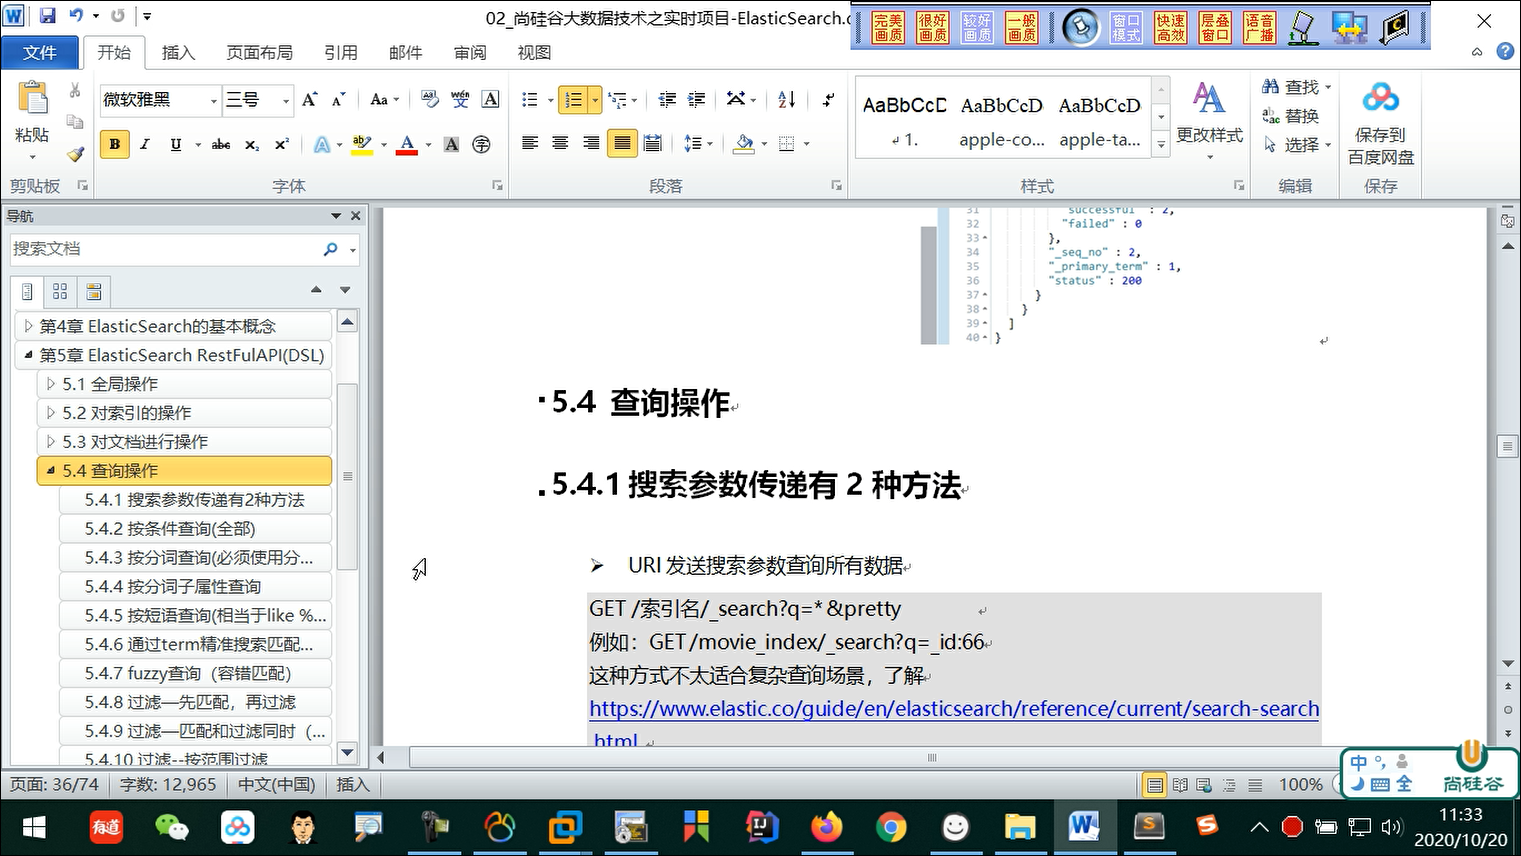 02_尚硅谷大数据技术之实时项目-ElasticSearch.d
完美画质
很好画质
较好画质
一般画质
窗口模式
快速高效
层叠窗口
语音广播
文件
开始
插入
页面布局
引用
邮件
审阅
视图
粘贴
微软雅黑
三号
AaBbCcD
AaBbCcD
AaBbCcD
1.
apple-co...
apple-ta...
更改样式
查找
替换
选择
保存到
百度网盘
剪贴板
字体
段落
样式
编辑
保存
导航
搜索文档
第4章 ElasticSearch的基本概念
第5章 ElasticSearch RestFulAPI(DSL)
5.1 全局操作
5.2 对索引的操作
5.3 对文档进行操作
5.4 查询操作
5.4.1 搜索参数传递有2种方法
5.4.2 按条件查询(全部)
5.4.3 按分词查询(必须使用分...
5.4.4 按分词子属性查询
5.4.5 按短语查询(相当于like %...
5.4.6 通过term精准搜索匹配...
5.4.7 fuzzy查询（容错匹配）
5.4.8 过滤—先匹配，再过滤
5.4.9 过滤—匹配和过滤同时（...
5.4.10 过滤--按范围过滤
31 "successful" : 2,
32 "failed" : 0
33 },
34 "_seq_no" : 2,
35 "_primary_term" : 1,
36 "status" : 200
37 }
38 }
39 ]
40 }
5.4 查询操作
5.4.1 搜索参数传递有 2 种方法
URI 发送搜索参数查询所有数据
GET /索引名/_search?q=* &pretty
例如：GET /movie_index/_search?q=_id:66
这种方式不太适合复杂查询场景，了解
https://www.elastic.co/guide/en/elasticsearch/reference/current/search-search
.html
页面: 36/74
字数: 12,965
中文(中国)
插入
100%
中
全
尚硅谷
有道
11:33
2020/10/20